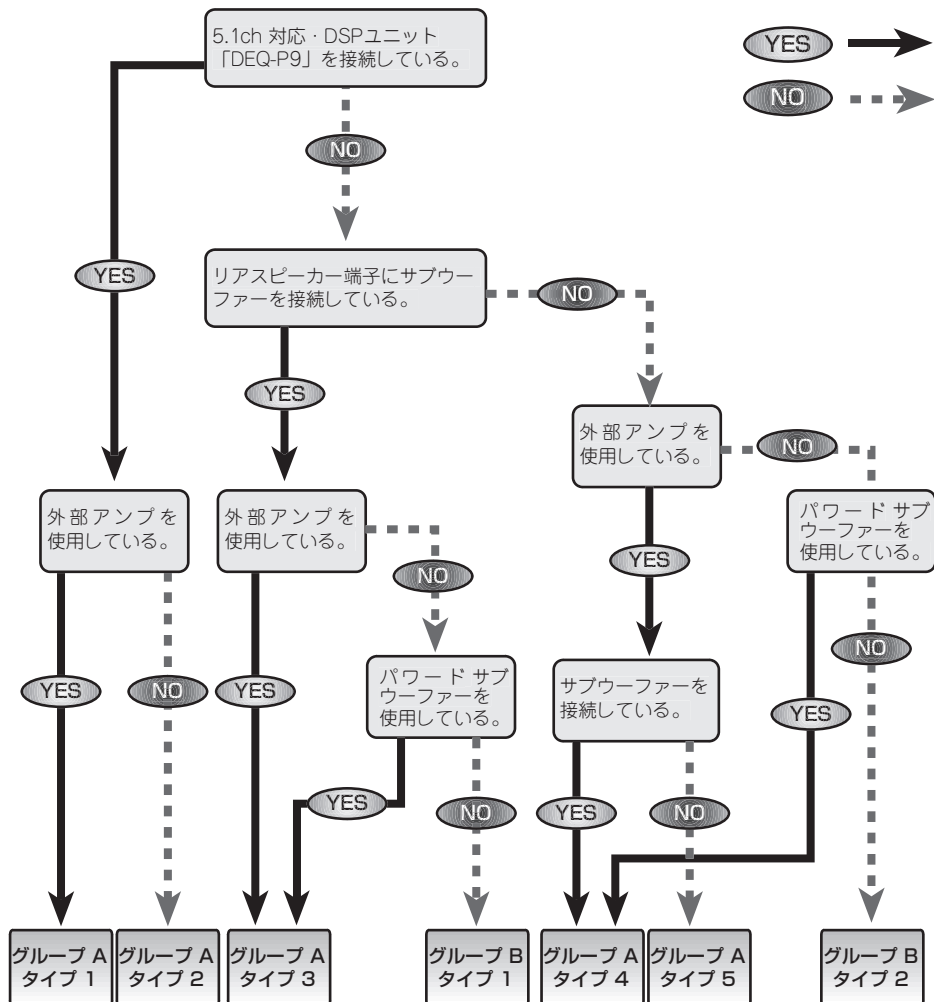 5.1ch 対応・DSPユニット
「DEQ-P9」を接続している。
YES
NO
NO
リアスピーカー端子にサブウー
ファーを接続している。
YES
NO
YES
外部アンプを
使用している。
NO
外部アンプを
使用している。
外部アンプを
使用している。
パワード サブ
ウーファーを
使用している。
YES
NO
NO
パワード サブ
ウーファーを
使用している。
サブウーファーを
接続している。
YES
NO
YES
YES
YES
NO
YES
NO
グループ A
タイプ 1
グループ A
タイプ 2
グループ A
タイプ 3
グループ B
タイプ 1
グループ A
タイプ 4
グループ A
タイプ 5
グループ B
タイプ 2